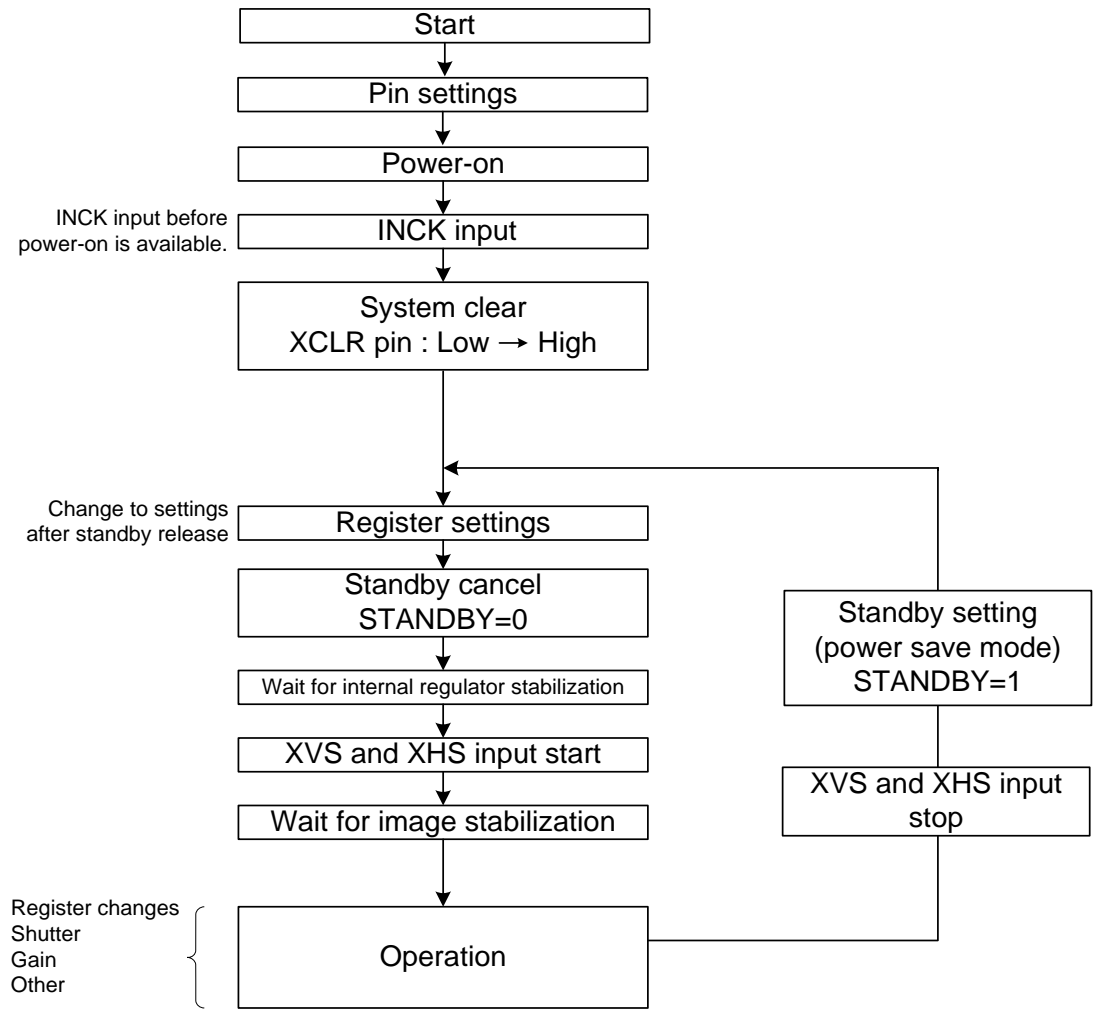 Start
Pin settings
Power-on
INCK input before
power-on is available.
INCK input
System clear
XCLR pin : Low → High
Change to settings
after standby release
Register settings
Standby cancel
STANDBY=0
Wait for internal regulator stabilization
XVS and XHS input start
Wait for image stabilization
Standby setting
(power save mode)
STANDBY=1
XVS and XHS input
stop
Register changes
Shutter
Gain
Other
Operation